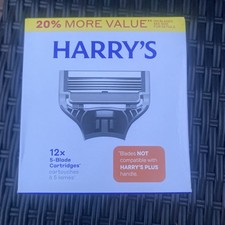 20% MORE VALUE
HARRY'S
12x
5-Blade
Cartridges
Blades NOT
compatible with
HARRY'S PLUS
handle.